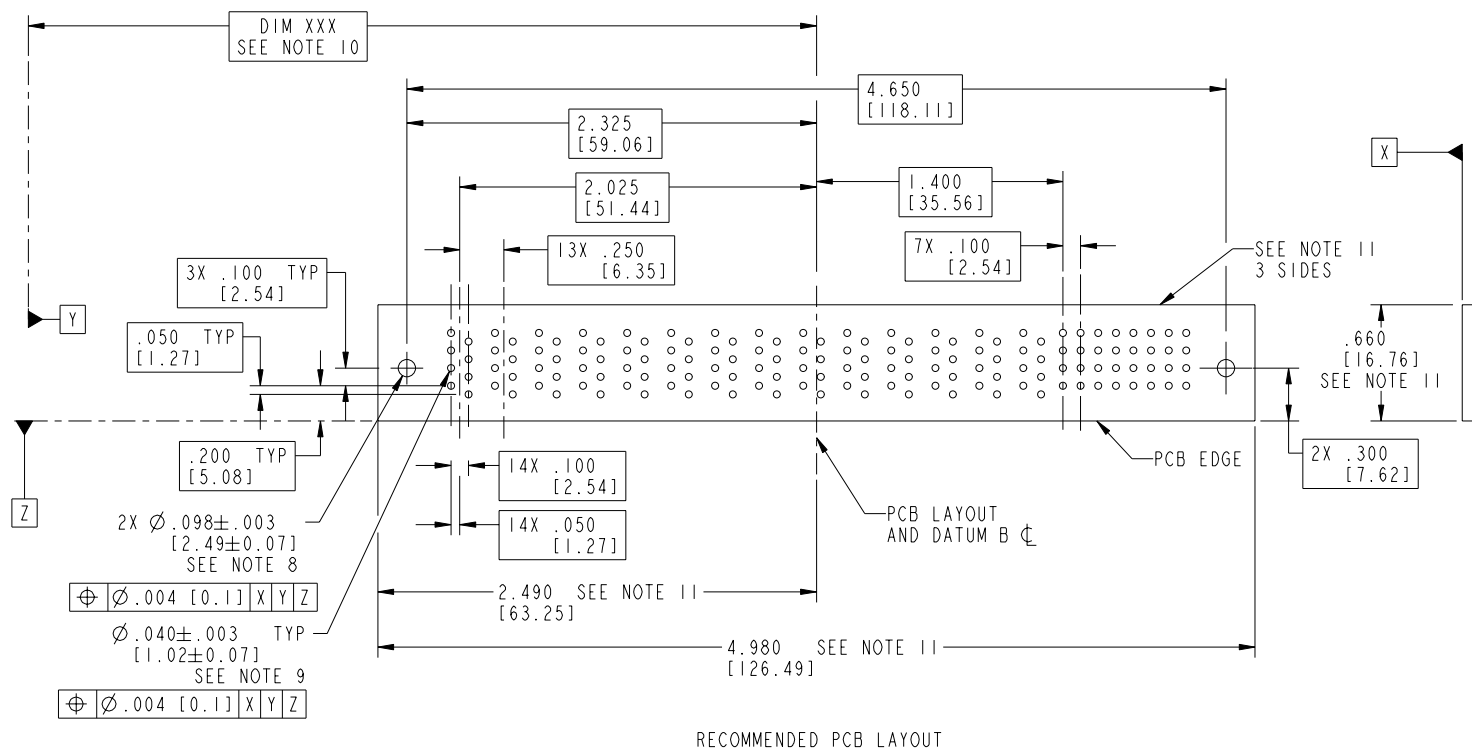 DIM XXX
SEE NOTE 10
4.650
[118.11]
2.325
[59.06]
X
2.025
[51.44]
1.400
[35.56]
13X .250
[6.35]
7X .100
[2.54]
SEE NOTE 11
3 SIDES
3X .100 TYP
[2.54]
Y
.050 TYP
[1.27]
.660
[16.76]
SEE NOTE 11
.200 TYP
[5.08]
14X .100
[2.54]
PCB EDGE
2X .300
[7.62]
Z
2X Ø.098±.003
[2.49±0.07]
SEE NOTE 8
14X .050
[1.27]
PCB LAYOUT
AND DATUM B ℄
⌖ Ø.004 [0.1] X Y Z
2.490 SEE NOTE 11
[63.25]
Ø.040±.003 TYP
[1.02±0.07]
SEE NOTE 9
4.980 SEE NOTE 11
[126.49]
⌖ Ø.004 [0.1] X Y Z
RECOMMENDED PCB LAYOUT